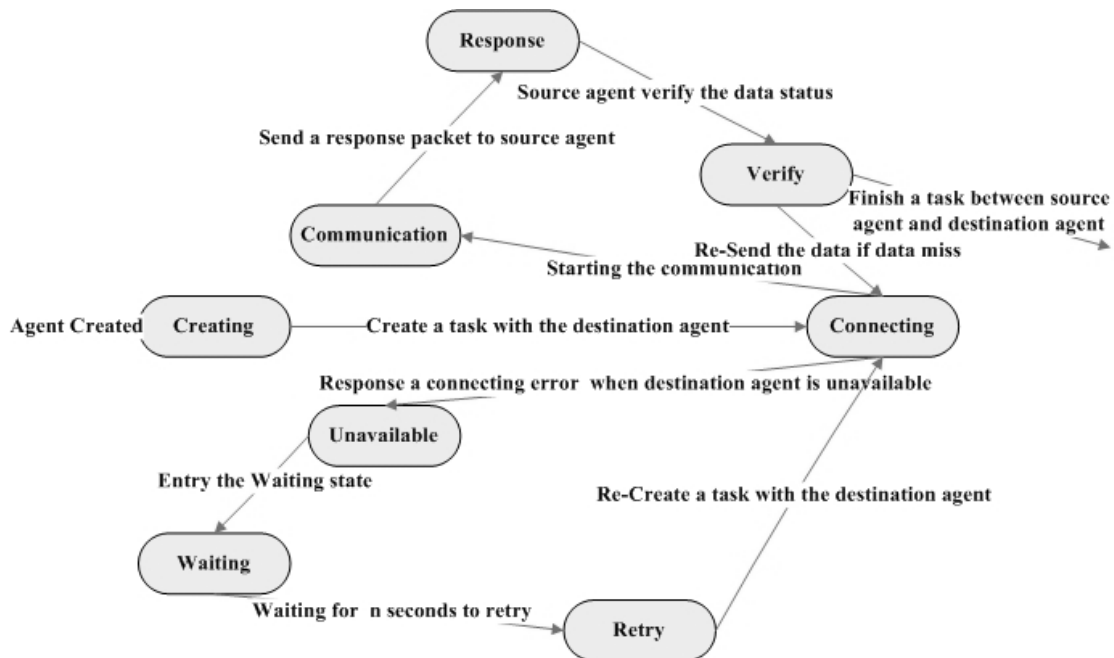 Response
Source agent verify the data status
Send a response packet to source agent
Verify
Finish a task between source
agent and destination agent
Communication
Re-Send the data if data miss
Starting the communication
Agent Created
Creating
Create a task with the destination agent
Connecting
Response a connecting error when destination agent is unavailable
Unavailable
Entry the Waiting state
Re-Create a task with the destination agent
Waiting
Waiting for n seconds to retry
Retry